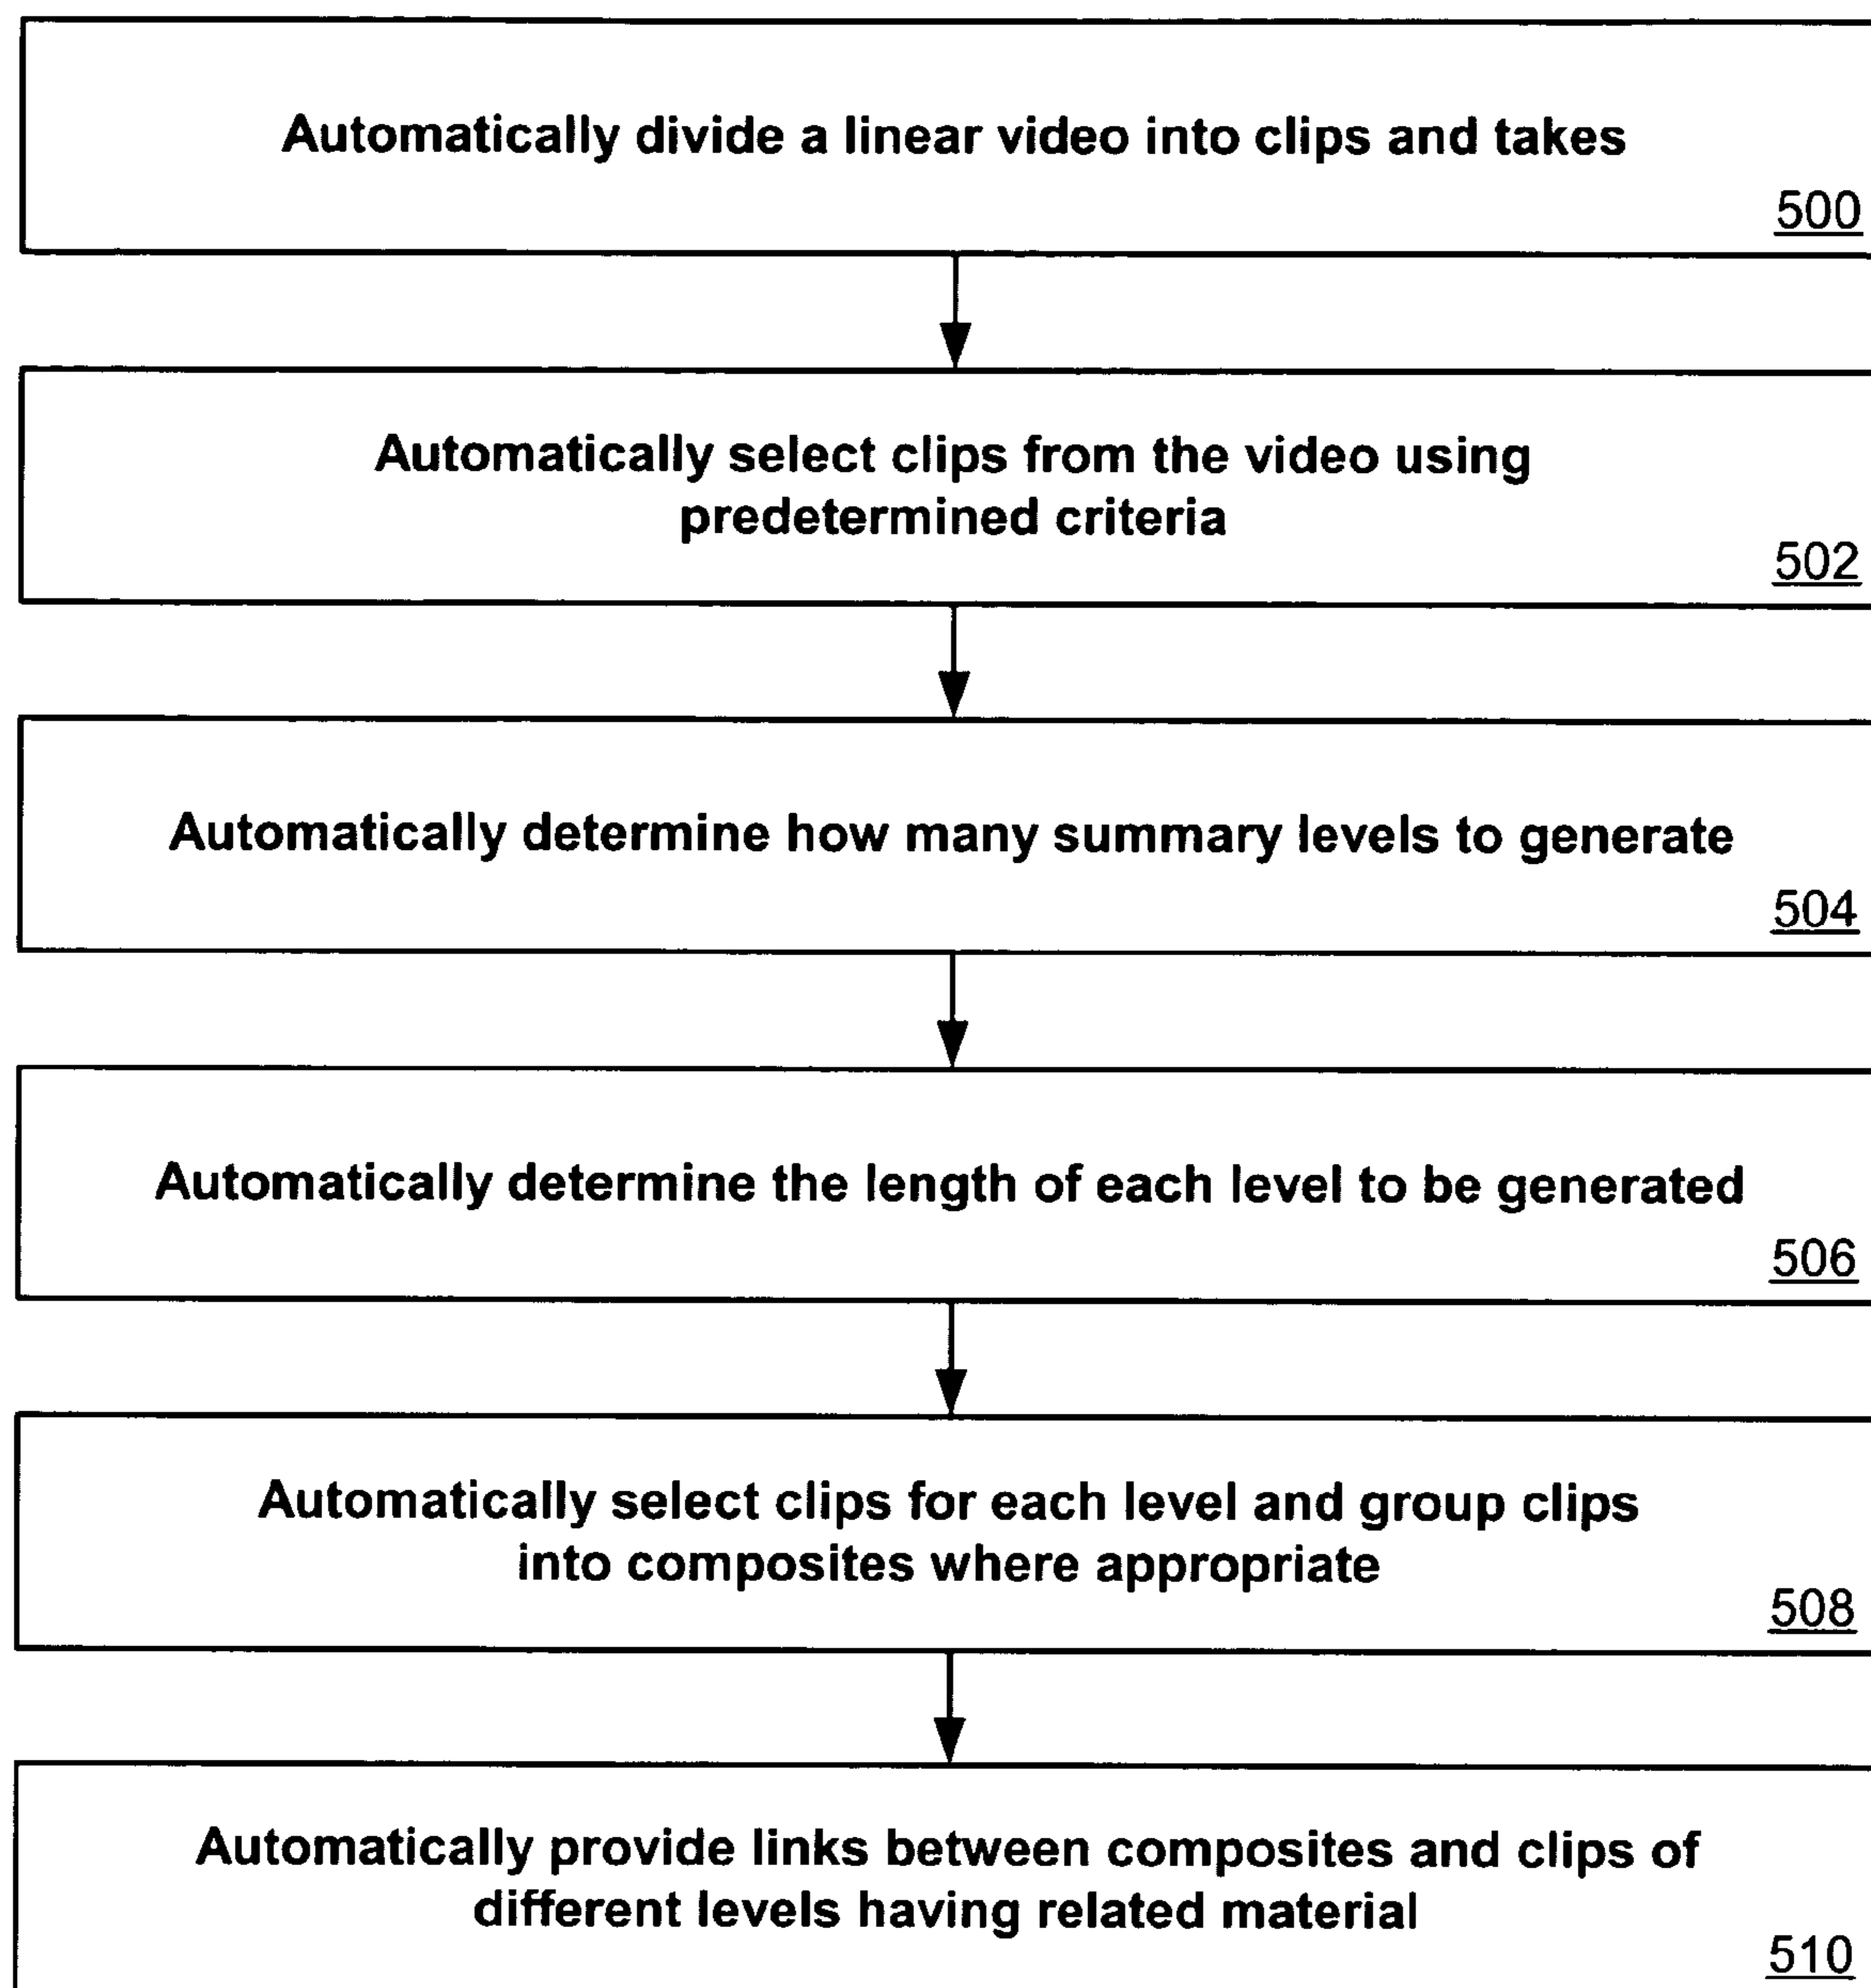 Automatically divide a linear video into clips and takes
500
Automatically select clips from the video using
predetermined criteria
502
Automatically determine how many summary levels to generate
504
Automatically determine the length of each level to be generated
506
Automatically select clips for each level and group clips
into composites where appropriate
508
Automatically provide links between composites and clips of
different levels having related material
510